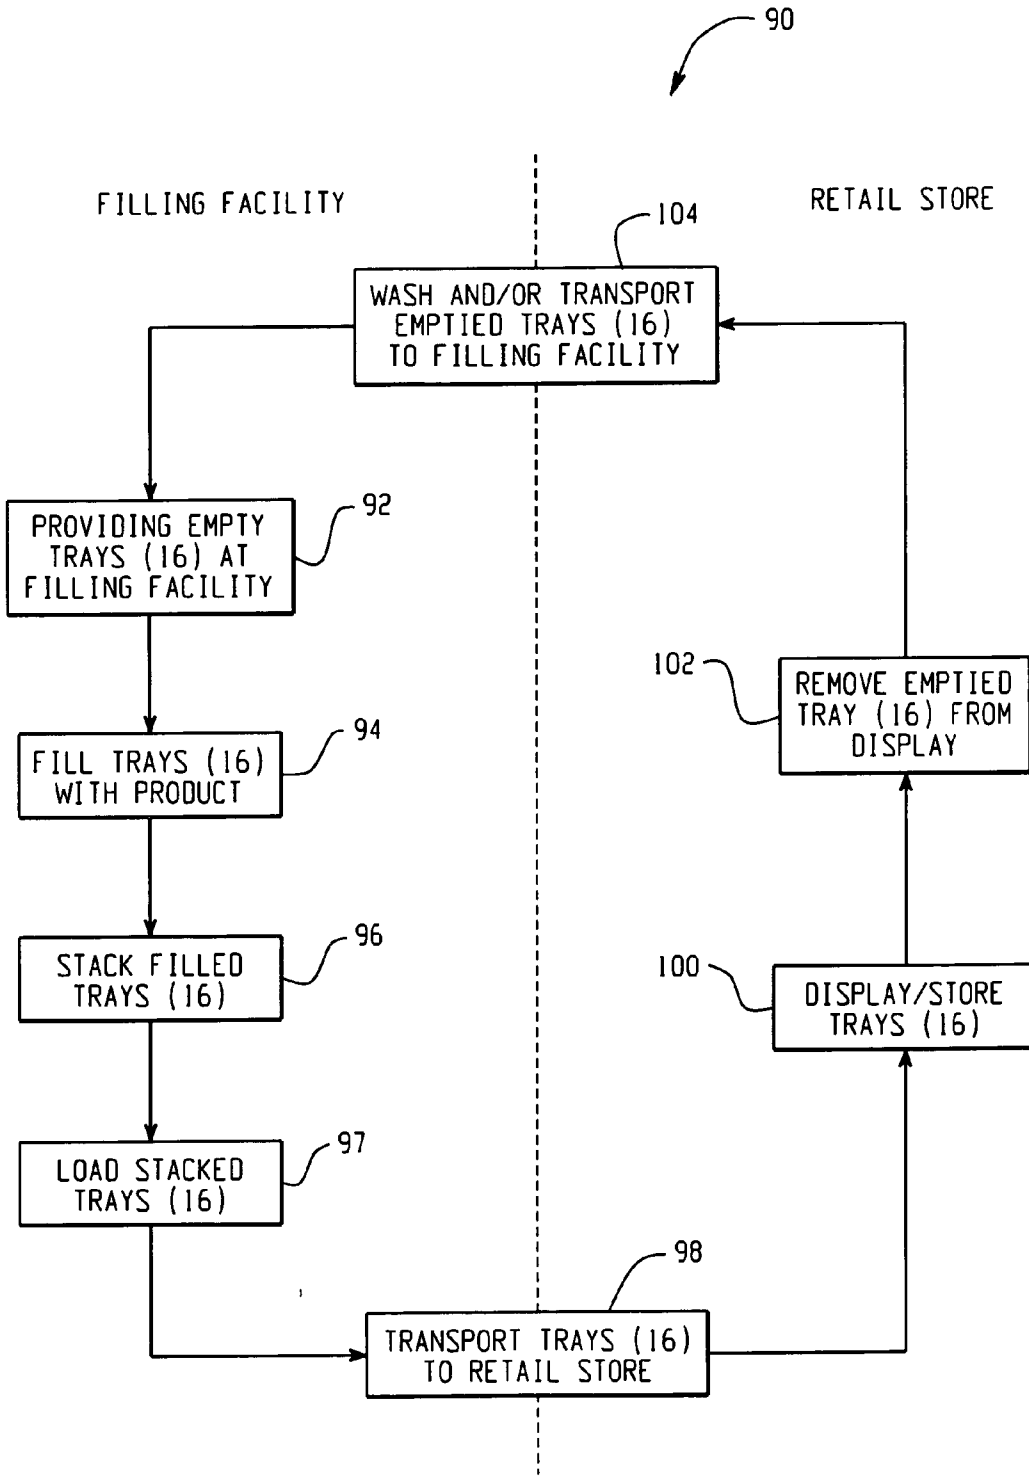 90
FILLING FACILITY
RETAIL STORE
104
WASH AND/OR TRANSPORT
EMPTIED TRAYS (16)
TO FILLING FACILITY
92
PROVIDING EMPTY
TRAYS (16) AT
FILLING FACILITY
102
REMOVE EMPTIED
TRAY (16) FROM
DISPLAY
94
FILL TRAYS (16)
WITH PRODUCT
96
STACK FILLED
TRAYS (16)
100
DISPLAY/STORE
TRAYS (16)
97
LOAD STACKED
TRAYS (16)
98
TRANSPORT TRAYS (16)
TO RETAIL STORE